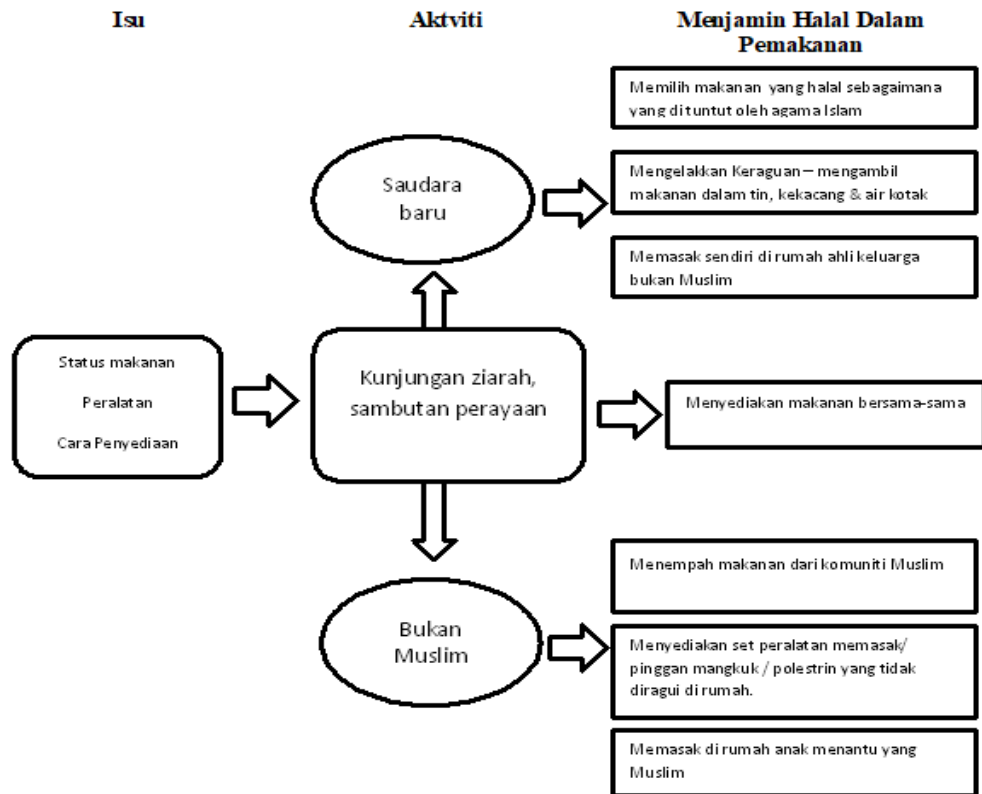 Isu
Aktviti
Menjamin Halal Dalam
Pemakanan
Memilih makanan yang halal sebagaimana
yang di tuntut oleh agama Islam
Saudara
baru
Mengelakkan Keraguan – mengambil
makanan dalam tin, kekacang & air kotak
Memasak sendiri di rumah ahli keluarga
bukan Muslim
Status makanan
Peralatan
Cara Penyediaan
Kunjungan ziarah,
sambutan perayaan
Menyediakan makanan bersama-sama
Bukan
Muslim
Menempah makanan dari komuniti Muslim
Menyediakan set peralatan memasak/
pinggan mangkuk / polestrin yang tidak
diragui di rumah.
Memasak di rumah anak menantu yang
Muslim